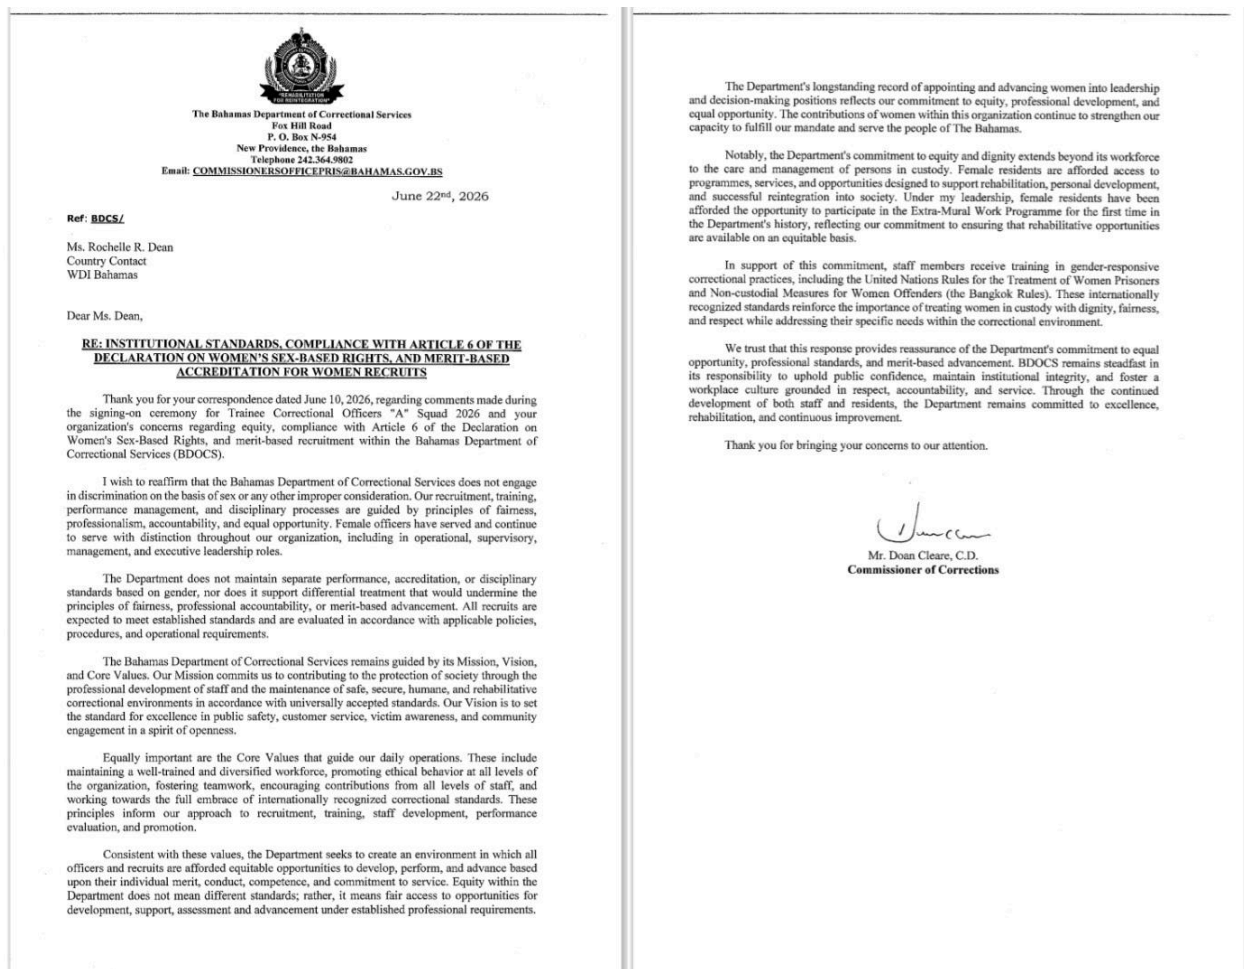 "REHABILITATION
FOR REINTEGRATION"
The Bahamas Department of Correctional Services
Fox Hill Road
P. O. Box N-954
New Providence, the Bahamas
Telephone 242.364.9802
Email: COMMISSIONERSOFFICEPRIS@BAHAMAS.GOV.BS
June 22nd, 2026
Ref: BDCS/
Ms. Rochelle R. Dean
Country Contact
WDI Bahamas
Dear Ms. Dean,
RE: INSTITUTIONAL STANDARDS, COMPLIANCE WITH ARTICLE 6 OF THE
DECLARATION ON WOMEN'S SEX-BASED RIGHTS, AND MERIT-BASED
ACCREDITATION FOR WOMEN RECRUITS
Thank you for your correspondence dated June 10, 2026, regarding comments made during
the signing-on ceremony for Trainee Correctional Officers "A" Squad 2026 and your
organization's concerns regarding equity, compliance with Article 6 of the Declaration on
Women's Sex-Based Rights, and merit-based recruitment within the Bahamas Department of
Correctional Services (BDOCS).
I wish to reaffirm that the Bahamas Department of Correctional Services does not engage
in discrimination on the basis of sex or any other improper consideration. Our recruitment, training,
performance management, and disciplinary processes are guided by principles of fairness,
professionalism, accountability, and equal opportunity. Female officers have served and continue
to serve with distinction throughout our organization, including in operational, supervisory,
management, and executive leadership roles.
The Department does not maintain separate performance, accreditation, or disciplinary
standards based on gender, nor does it support differential treatment that would undermine the
principles of fairness, professional accountability, or merit-based advancement. All recruits are
expected to meet established standards and are evaluated in accordance with applicable policies,
procedures, and operational requirements.
The Bahamas Department of Correctional Services remains guided by its Mission, Vision,
and Core Values. Our Mission commits us to contributing to the protection of society through the
professional development of staff and the maintenance of safe, secure, humane, and rehabilitative
correctional environments in accordance with universally accepted standards. Our Vision is to set
the standard for excellence in public safety, customer service, victim awareness, and community
engagement in a spirit of openness.
Equally important are the Core Values that guide our daily operations. These include
maintaining a well-trained and diversified workforce, promoting ethical behavior at all levels of
the organization, fostering teamwork, encouraging contributions from all levels of staff, and
working towards the full embrace of internationally recognized correctional standards. These
principles inform our approach to recruitment, training, staff development, performance
evaluation, and promotion.
Consistent with these values, the Department seeks to create an environment in which all
officers and recruits are afforded equitable opportunities to develop, perform, and advance based
upon their individual merit, conduct, competence, and commitment to service. Equity within the
Department does not mean different standards; rather, it means fair access to opportunities for
development, support, assessment and advancement under established professional requirements.
The Department's longstanding record of appointing and advancing women into leadership
and decision-making positions reflects our commitment to equity, professional development, and
equal opportunity. The contributions of women within this organization continue to strengthen our
capacity to fulfill our mandate and serve the people of The Bahamas.
Notably, the Department's commitment to equity and dignity extends beyond its workforce
to the care and management of persons in custody. Female residents are afforded access to
programmes, services, and opportunities designed to support rehabilitation, personal development,
and successful reintegration into society. Under my leadership, female residents have been
afforded the opportunity to participate in the Extra-Mural Work Programme for the first time in
the Department's history, reflecting our commitment to ensuring that rehabilitative opportunities
are available on an equitable basis.
In support of this commitment, staff members receive training in gender-responsive
correctional practices, including the United Nations Rules for the Treatment of Women Prisoners
and Non-custodial Measures for Women Offenders (the Bangkok Rules). These internationally
recognized standards reinforce the importance of treating women in custody with dignity, fairness,
and respect while addressing their specific needs within the correctional environment.
We trust that this response provides reassurance of the Department's commitment to equal
opportunity, professional standards, and merit-based advancement. BDOCS remains steadfast in
its responsibility to uphold public confidence, maintain institutional integrity, and foster a
workplace culture grounded in respect, accountability, and service. Through the continued
development of both staff and residents, the Department remains committed to excellence,
rehabilitation, and continuous improvement.
Thank you for bringing your concerns to our attention.
Mr. Doan Cleare, C.D.
Commissioner of Corrections